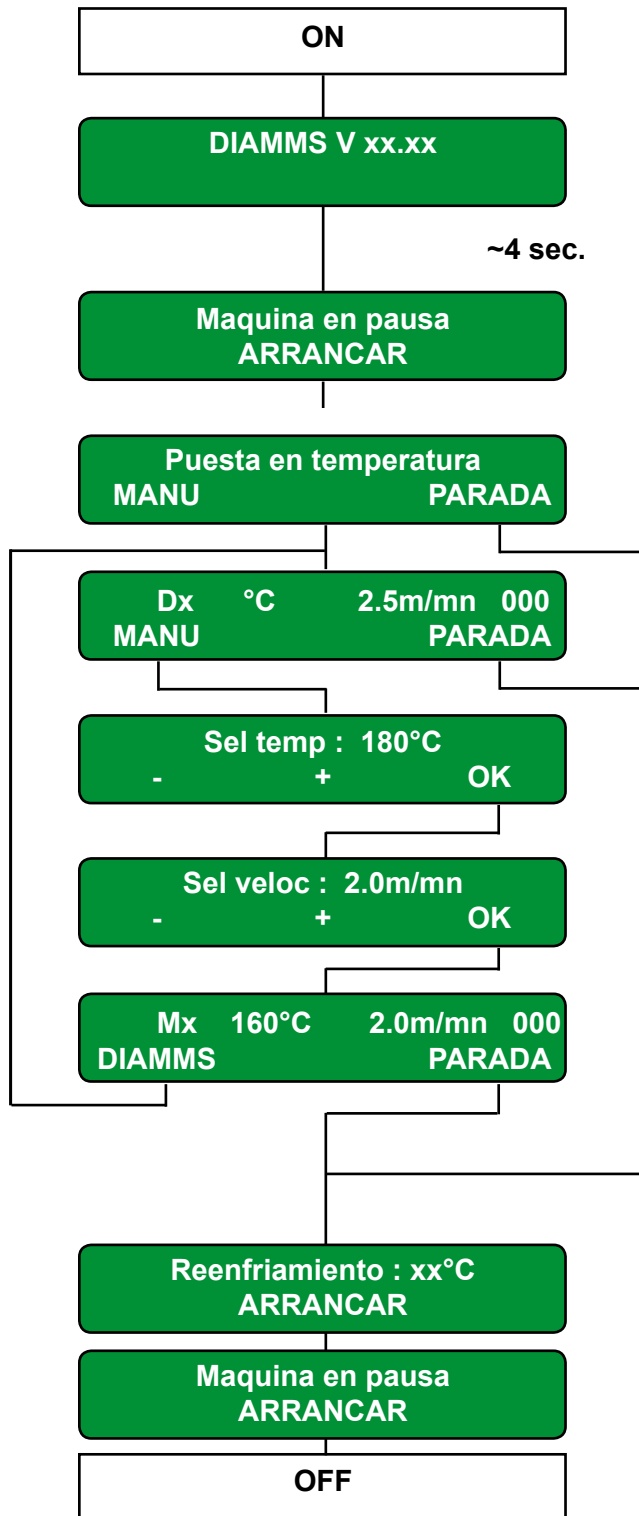 ON
DIAMMS V xx.xx
~4 sec.
Maquina en pausa
ARRANCAR
Puesta en temperatura
MANU PARADA
Dx °C 2.5m/mn 000
MANU PARADA
Sel temp : 180°C
- + OK
Sel veloc : 2.0m/mn
- + OK
Mx 160°C 2.0m/mn 000
DIAMMS PARADA
Reenfriamiento : xx°C
ARRANCAR
Maquina en pausa
ARRANCAR
OFF